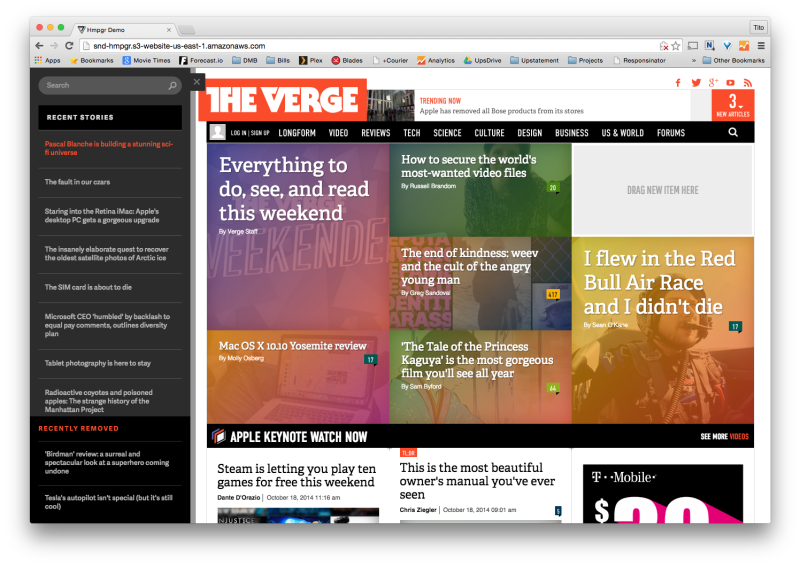 Hmpgr Demo
Tito
snd-hmpgr.s3-website-us-east-1.amazonaws.com
Apps Bookmarks Movie Times Forecast.io DMB Bills Plex Blades +Courier Analytics UpsDrive Upstatement Projects Responsinator » Other Bookmarks
Search
RECENT STORIES
Pascal Blanche is building a stunning sci-
fi universe
The fault in our czars
Staring into the Retina iMac: Apple's
desktop PC gets a gorgeous upgrade
The insanely elaborate quest to recover
the oldest satellite photos of Arctic ice
The SIM card is about to die
Microsoft CEO 'humbled' by backlash to
equal pay comments, outlines diversity
plan
Tablet photography is here to stay
Radioactive coyotes and poisoned
apples: The strange history of the
Manhattan Project
RECENTLY REMOVED
'Birdman' review: a surreal and
spectacular look at a superhero coming
undone
Tesla's autopilot isn't special (but it's still
cool)
THE VERGE
TRENDING NOW
Apple has removed all Bose products from its stores
3
NEW ARTICLES
LOG IN | SIGN UP LONGFORM VIDEO REVIEWS TECH SCIENCE CULTURE DESIGN BUSINESS US & WORLD FORUMS
Everything to
do, see, and read
this weekend
By Verge Staff
THE VERGE
WEEKENDER
How to secure the world's
most-wanted video files
By Russell Brandom
20
DRAG NEW ITEM HERE
The end of kindness: weev
and the cult of the angry
young man
By Greg Sandoval
417
I flew in the Red
Bull Air Race
and I didn't die
By Sean O'Kane
17
Mac OS X 10.10 Yosemite review
By Molly Osberg
17
'The Tale of the Princess
Kaguya' is the most gorgeous
film you'll see all year
By Sam Byford
64
APPLE KEYNOTE WATCH NOW
SEE MORE VIDEOS
Steam is letting you play ten
games for free this weekend
Dante D'Orazio | October 18, 2014 11:16 am
INJUSTICE
TL;DR
This is the most beautiful
owner's manual you've ever
seen
Chris Ziegler | October 18, 2014 09:01 am
5
T · · Mobile ·
$30